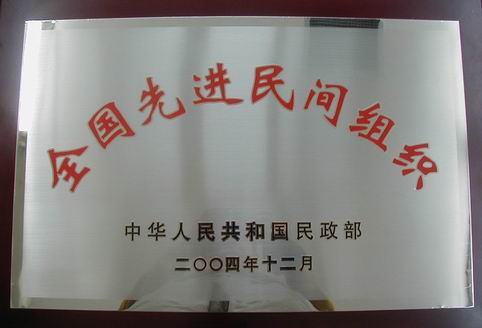 全国先进民间组织
中华人民共和国民政部
二〇〇四年十二月